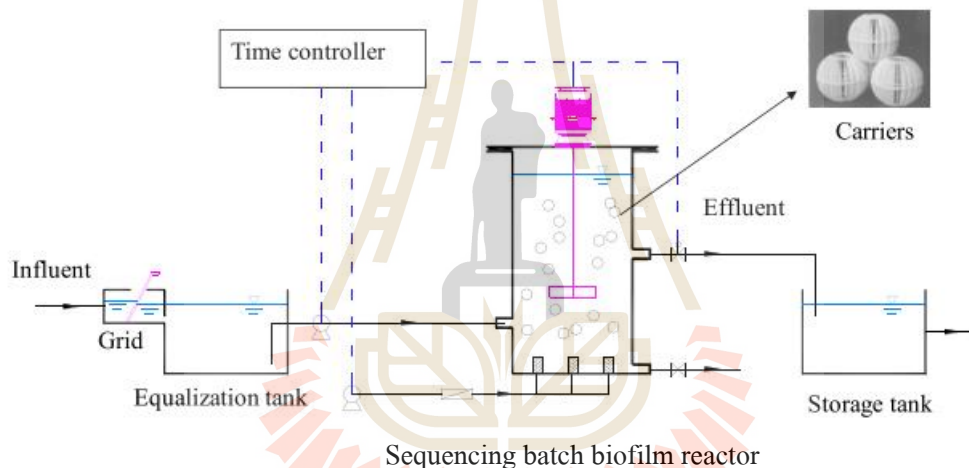 Time controller
Carriers
Effluent
Influent
Grid
Equalization tank
Storage tank
Sequencing batch biofilm reactor